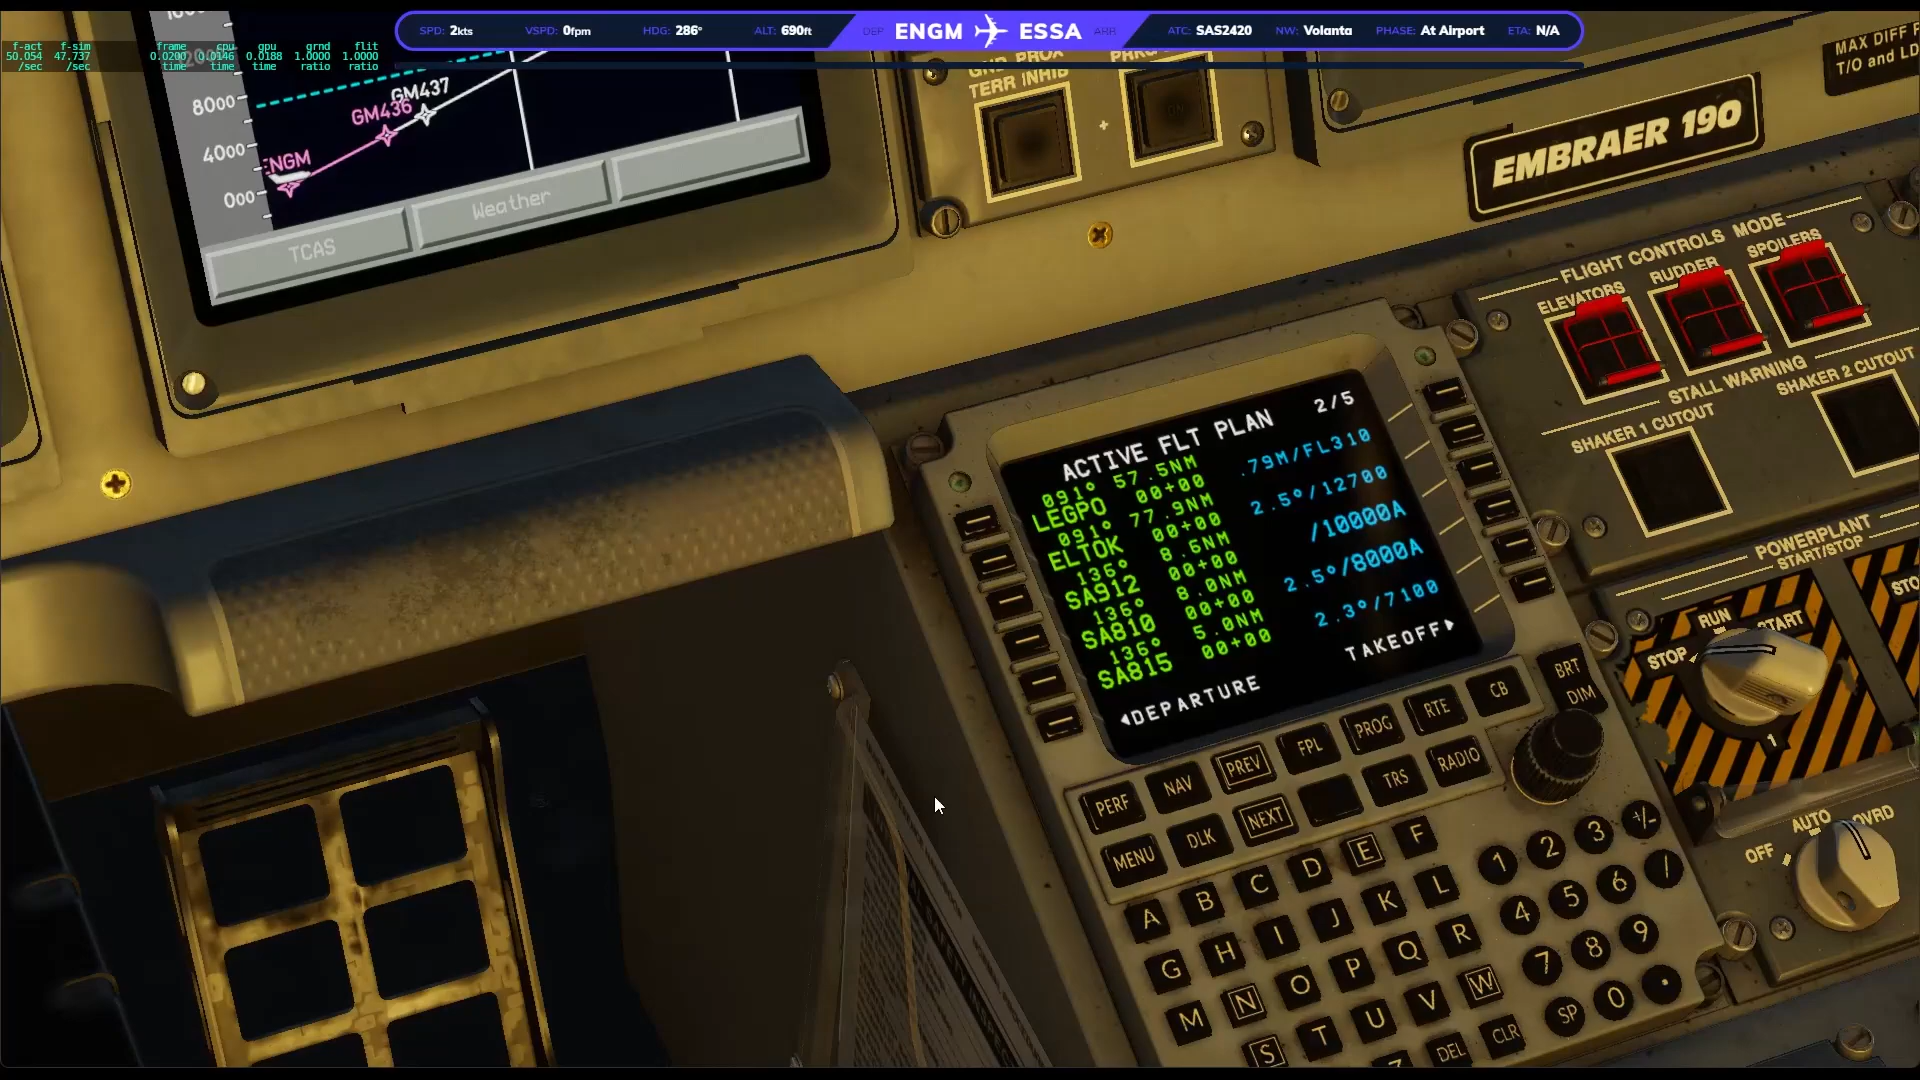 SPD: 2kts VSPD: 0fpm HDG: 286° ALT: 690ft DEP ENGM ESSA ARR ATC: SAS2420 NW: Volanta PHASE: At Airport ETA: N/A
f-act f-sim frame cpu gpu grnd flit
50.054 47.737 0.0200 0.0146 0.0188 1.0000 1.0000
/sec /sec time time time ratio ratio
8000
4000
000
GM437
GM436
ENGM
TCAS
Weather
GND PROX
TERR INHIB
MAX DIFF
T/O and LD
EMBRAER 190
FLIGHT CONTROLS MODE
ELEVATORS RUDDER SPOILERS
STALL WARNING
SHAKER 1 CUTOUT SHAKER 2 CUTOUT
ACTIVE FLT PLAN 2/5
091° 57.5NM
LEGPO 00+00 .79M/FL310
091° 77.9NM
ELTOK 00+00 2.5°/12700
135° 8.5NM
SA912 00+00 /10000A
135° 8.0NM
SA810 00+00 2.5°/8000A
135° 5.0NM
SA815 00+00 2.3°/7100
◄DEPARTURE TAKEOFF►
POWERPLANT
START/STOP
STOP RUN START
1
STO
OFF AUTO OVRD
BRT
DIM
PERF NAV PREV FPL PROG RTE CB
MENU DLK NEXT TRS RADIO
A B C D E F 1 2 3 +/-
G H I J K L 4 5 6 /
M N O P Q R 7 8 9
S T U V W SP 0 .
Z DEL CLR